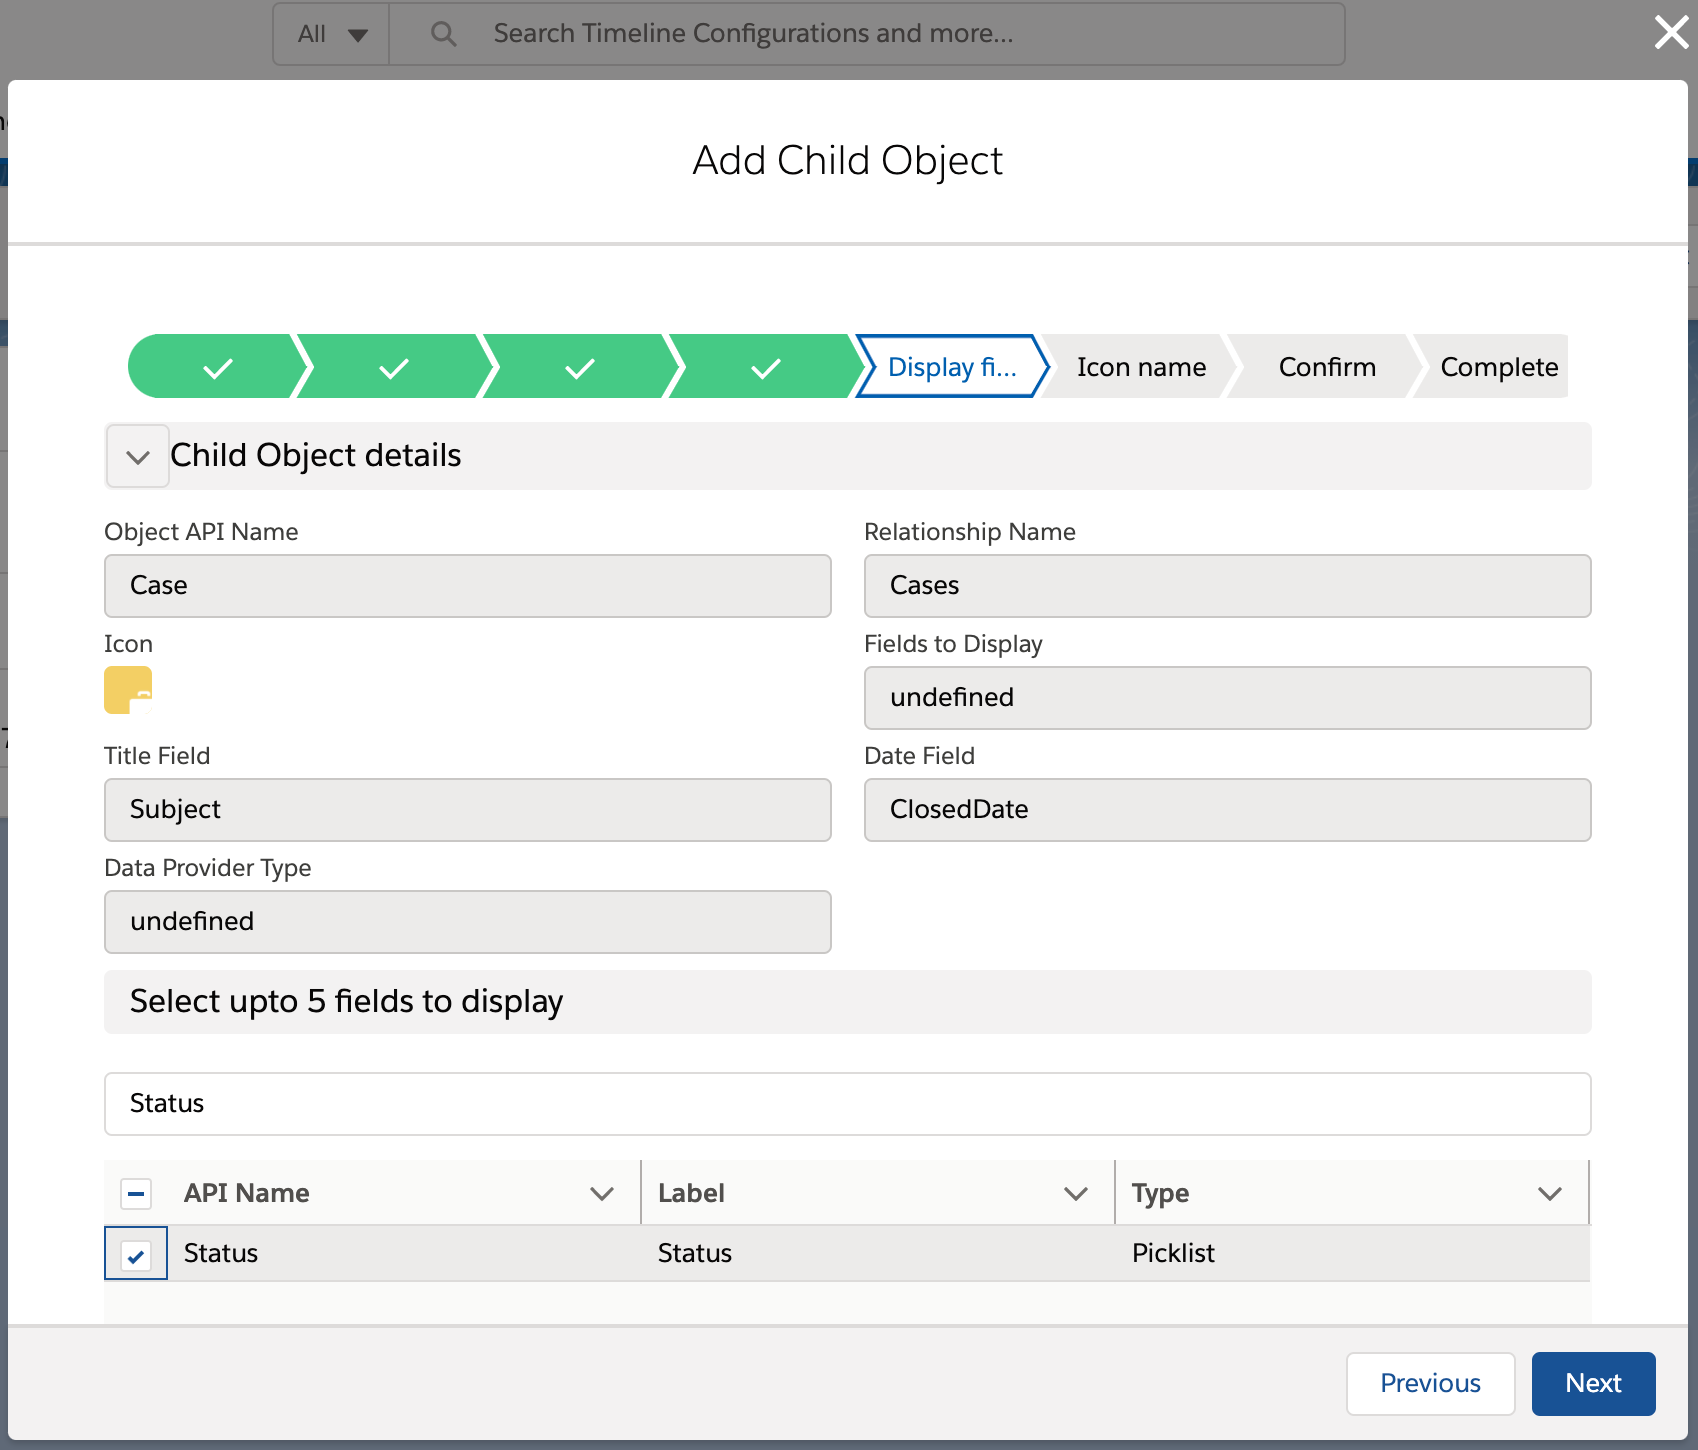 All
Search Timeline Configurations and more...
Add Child Object
Display fi...
Icon name
Confirm
Complete
Child Object details
Object API Name
Relationship Name
Case
Cases
Icon
Fields to Display
undefined
Title Field
Date Field
Subject
ClosedDate
Data Provider Type
undefined
Select upto 5 fields to display
Status
API Name
Label
Type
Status
Status
Picklist
Previous
Next